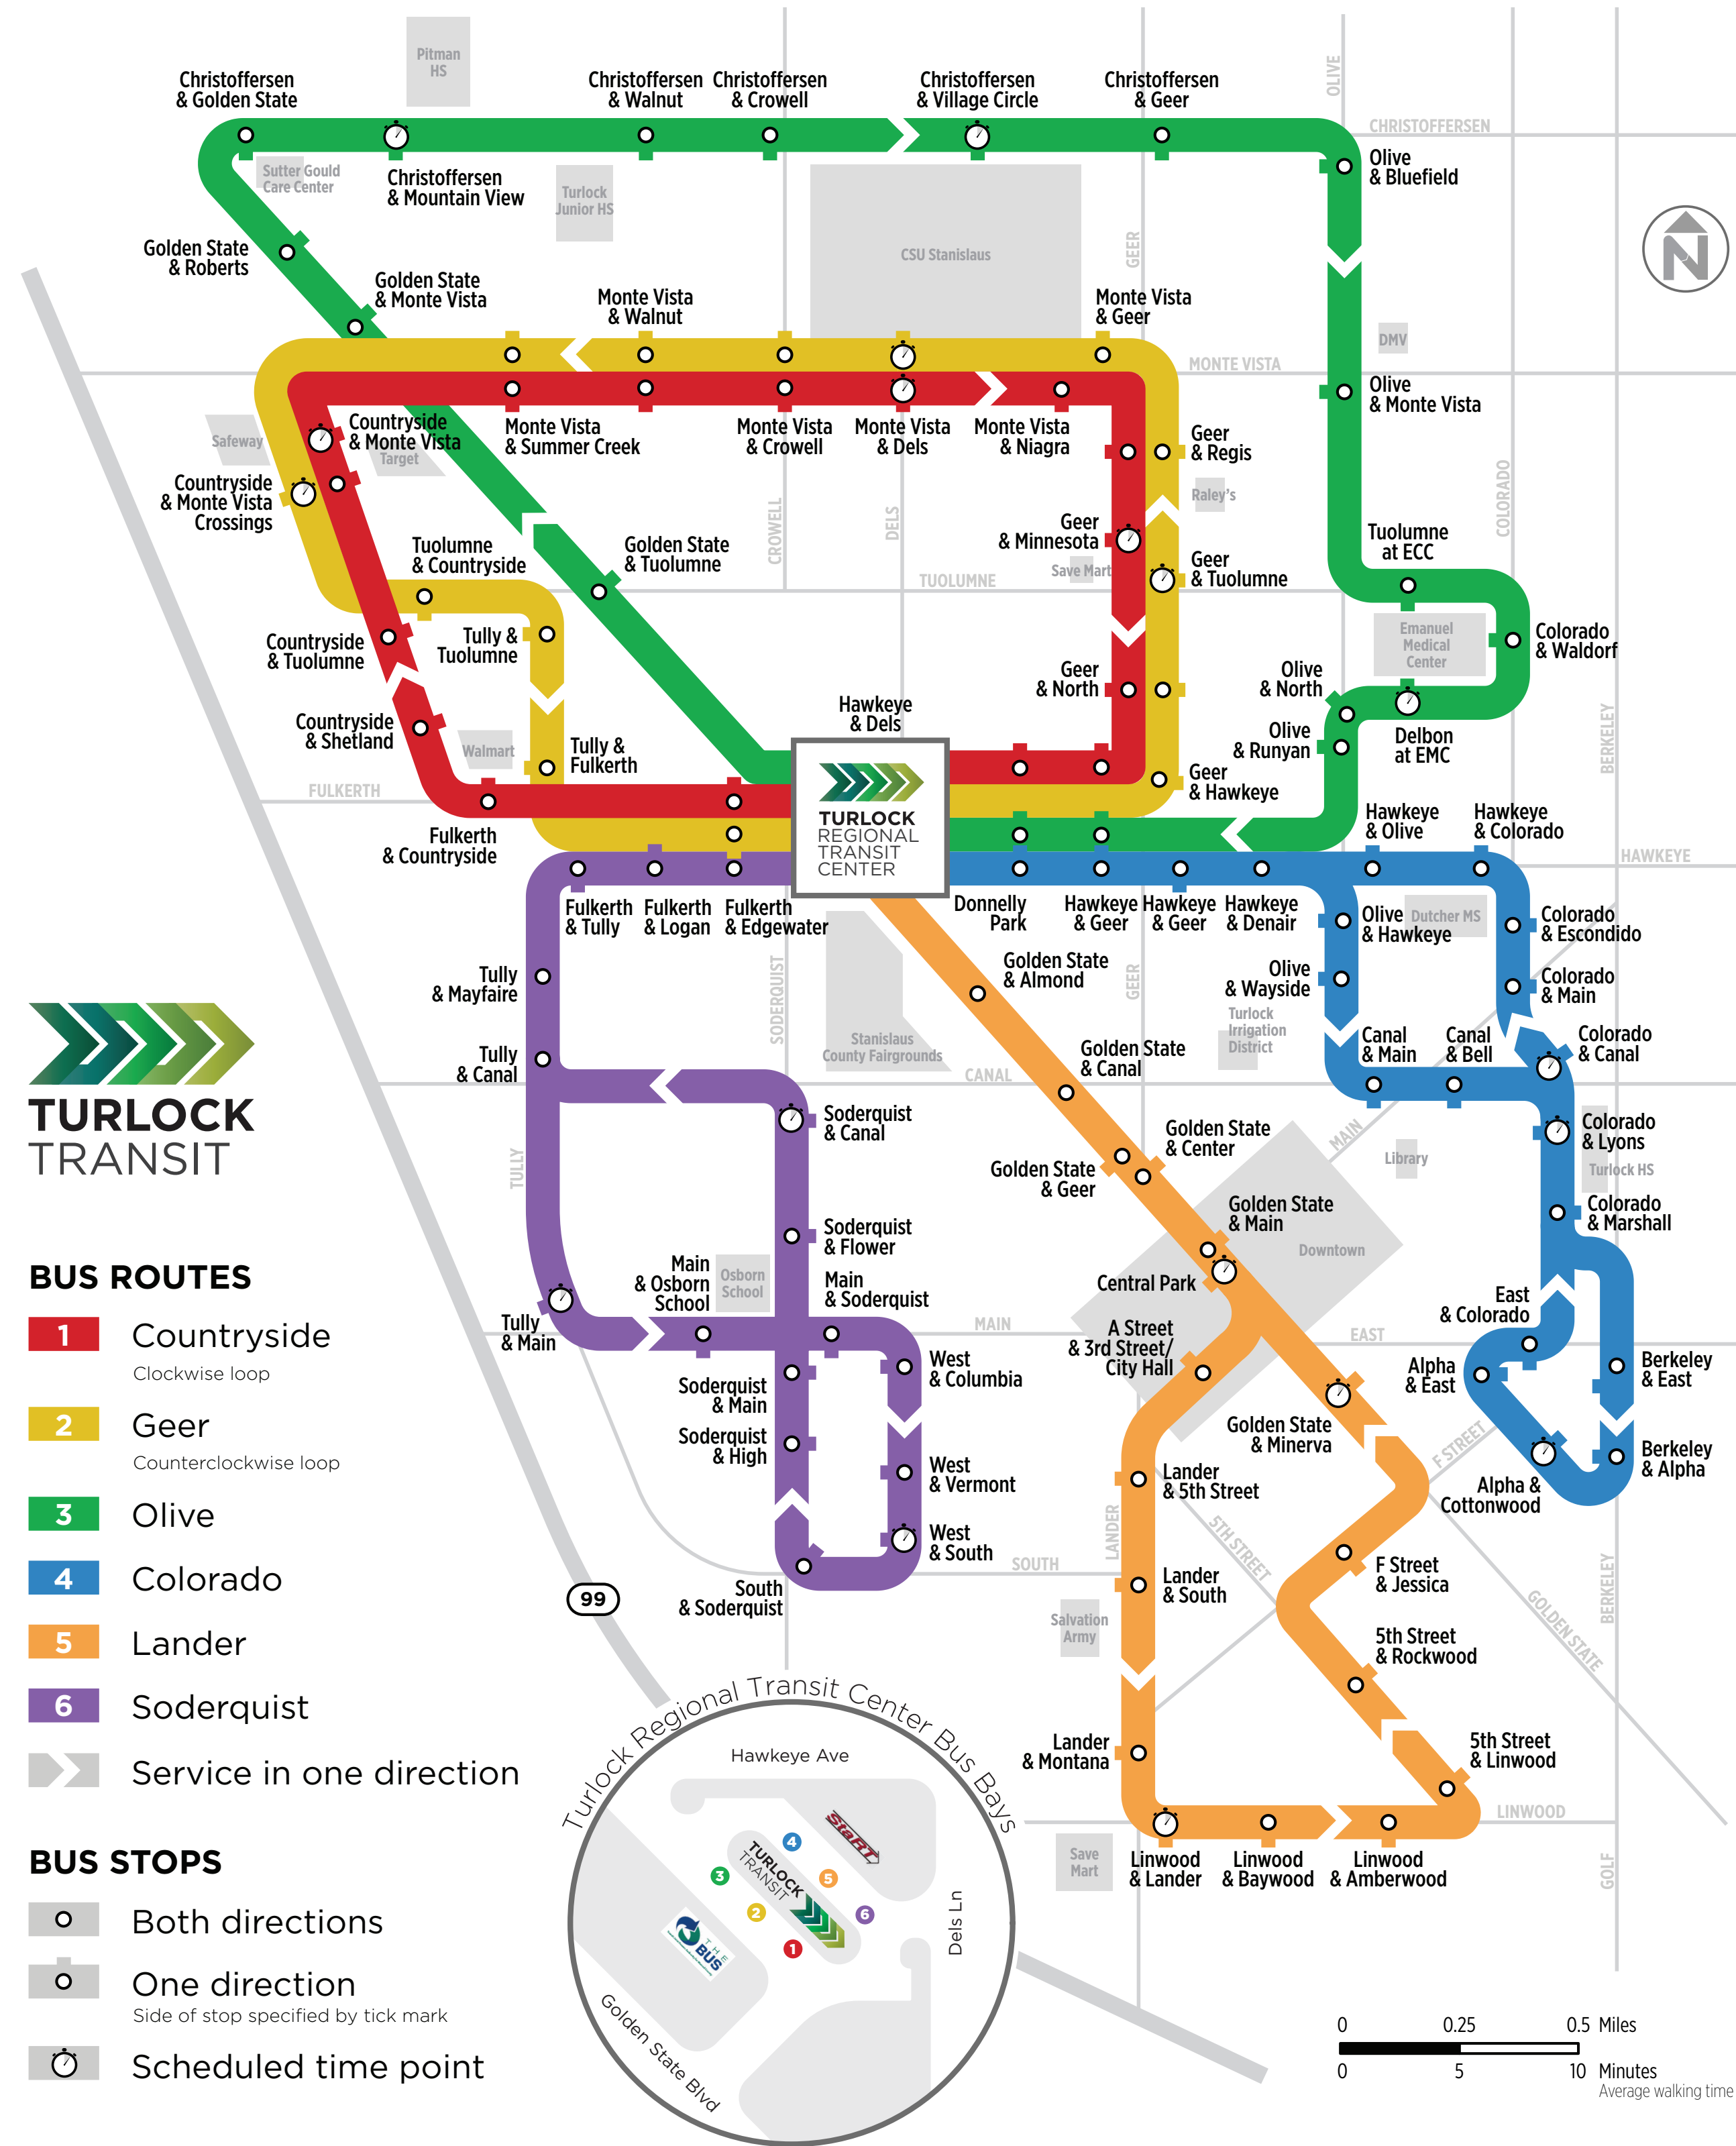 Pitman
HS
OLIVE
Christoffersen
& Golden State
Christoffersen
& Walnut
Christoffersen
& Crowell
Christoffersen
& Village Circle
Christoffersen
& Geer
CHRISTOFFERSEN
Sutter Gould
Care Center
Christoffersen
& Mountain View
Turlock
Junior HS
Olive
& Bluefield
Golden State
& Roberts
CSU Stanislaus
GEER
N
Golden State
& Monte Vista
Monte Vista
& Walnut
Monte Vista
& Geer
DMV
MONTE VISTA
Olive
& Monte Vista
Safeway
Countryside
& Monte Vista
Target
Monte Vista
& Summer Creek
Monte Vista
& Crowell
Monte Vista
& Dels
Monte Vista
& Niagra
Geer
& Regis
Countryside
& Monte Vista
Crossings
Raley's
COLORADO
CROWELL
DELS
Geer
& Minnesota
Tuolumne
at ECC
Tuolumne
& Countryside
Golden State
& Tuolumne
Save Mart
Geer
& Tuolumne
TUOLUMNE
Countryside
& Tuolumne
Tully &
Tuolumne
Emanuel
Medical
Center
Colorado
& Waldorf
Geer
& North
Olive
& North
Countryside
& Shetland
Hawkeye
& Dels
Olive
& Runyan
Delbon
at EMC
BERKELEY
Walmart
Tully &
Fulkerth
Geer
& Hawkeye
FULKERTH
TURLOCK
REGIONAL
TRANSIT
CENTER
Fulkerth
& Countryside
Hawkeye
& Olive
Hawkeye
& Colorado
HAWKEYE
Fulkerth
& Tully
Fulkerth
& Logan
Fulkerth
& Edgewater
Donnelly
Park
Hawkeye
& Geer
Hawkeye
& Geer
Hawkeye
& Denair
Olive
& Hawkeye
Dutcher MS
Colorado
& Escondido
Tully
& Mayfaire
SODERQUIST
Golden State
& Almond
GEER
Olive
& Wayside
Colorado
& Main
Stanislaus
County Fairgrounds
Turlock
Irrigation
District
Tully
& Canal
Golden State
& Canal
Canal
& Main
Canal
& Bell
Colorado
& Canal
CANAL
TURLOCK
TRANSIT
Soderquist
& Canal
Golden State
& Center
MAIN
Colorado
& Lyons
TULLY
Golden State
& Geer
Library
Turlock HS
Soderquist
& Flower
Golden State
& Main
Colorado
& Marshall
Downtown
Main
& Osborn
School
Osborn
School
Main
& Soderquist
Central Park
East
& Colorado
BUS ROUTES
1 Countryside
Clockwise loop
Tully
& Main
MAIN
A Street
& 3rd Street/
City Hall
EAST
Alpha
& East
Berkeley
& East
West
& Columbia
Soderquist
& Main
2 Geer
Counterclockwise loop
Soderquist
& High
Golden State
& Minerva
F STREET
Berkeley
& Alpha
West
& Vermont
Lander
& 5th Street
Alpha &
Cottonwood
3 Olive
West
& South
LANDER
5TH STREET
SOUTH
F Street
& Jessica
BERKELEY
4 Colorado
99
South
& Soderquist
Lander
& South
GOLDEN STATE
5 Lander
Salvation
Army
5th Street
& Rockwood
6 Soderquist
Service in one direction
Lander
& Montana
5th Street
& Linwood
LINWOOD
Save
Mart
Linwood
& Lander
Linwood
& Baywood
Linwood
& Amberwood
GOLF
Turlock Regional Transit Center Bus Bays
Hawkeye Ave
StaRT
4
3
TURLOCK
TRANSIT
5
2
6
1
THE
BUS
Dels Ln
Golden State Blvd
BUS STOPS
Both directions
One direction
Side of stop specified by tick mark
Scheduled time point
0 0.25 0.5 Miles
0 5 10 Minutes
Average walking time